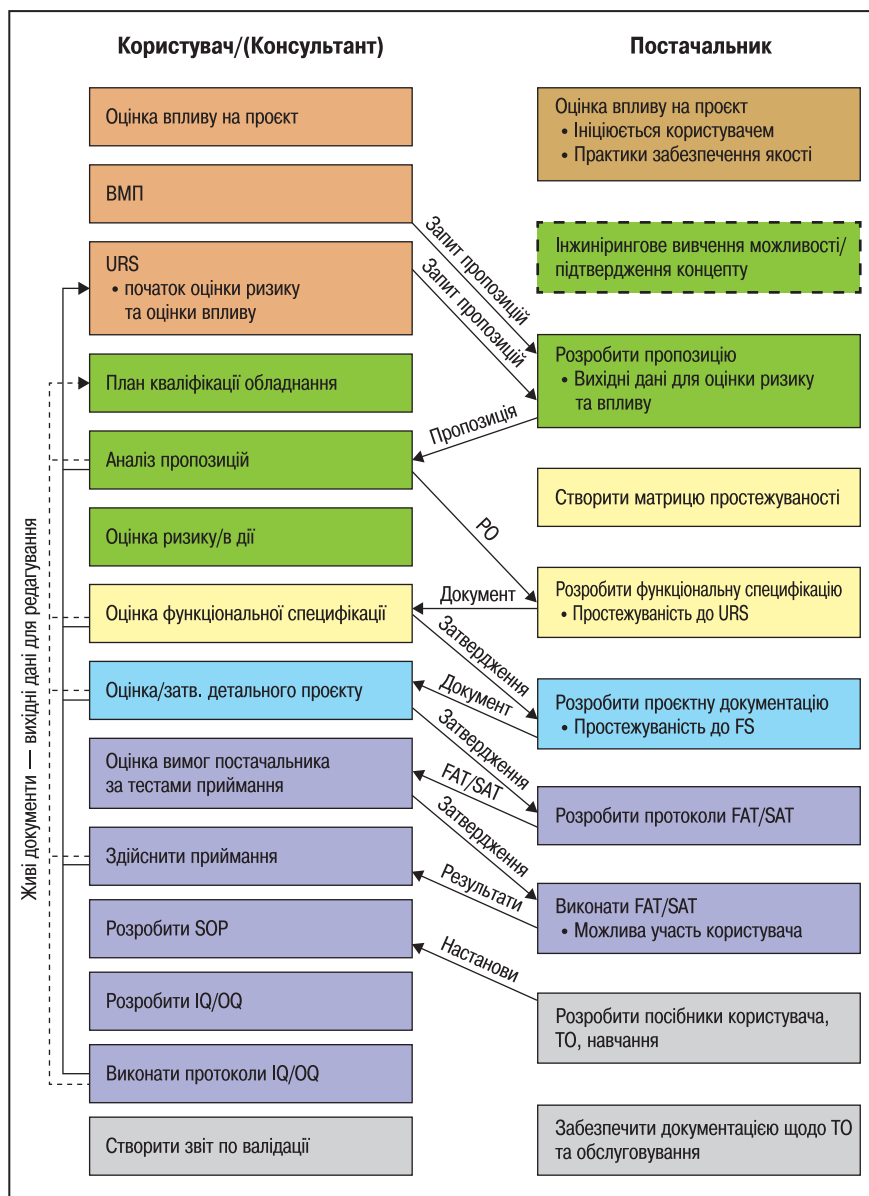 Користувач/(Консультант)
Постачальник
Оцінка впливу на проєкт
ВМП
URS
• початок оцінки ризику
та оцінки впливу
План кваліфікації обладнання
Аналіз пропозицій
Оцінка ризику/в дії
Оцінка функціональної специфікації
Оцінка/затв. детального проєкту
Оцінка вимог постачальника
за тестами приймання
Здійснити приймання
Розробити SOP
Розробити IQ/OQ
Виконати протоколи IQ/OQ
Створити звіт по валідації
Живі документи — вихідні дані для редагування
Запит пропозицій
Запит пропозицій
Пропозиція
PO
Документ
Затвердження
Документ
Затвердження
FAT/SAT
Затвердження
Результати
Настанови
Оцінка впливу на проєкт
• Ініціюється користувачем
• Практики забезпечення якості
Інжинірингове вивчення можливості/
підтвердження концепту
Розробити пропозицію
• Вихідні дані для оцінки ризику
та впливу
Створити матрицю простежуваності
Розробити функціональну специфікацію
• Простежуваність до URS
Розробити проєктну документацію
• Простежуваність до FS
Розробити протоколи FAT/SAT
Виконати FAT/SAT
• Можлива участь користувача
Розробити посібники користувача,
ТО, навчання
Забезпечити документацією щодо ТО
та обслуговування